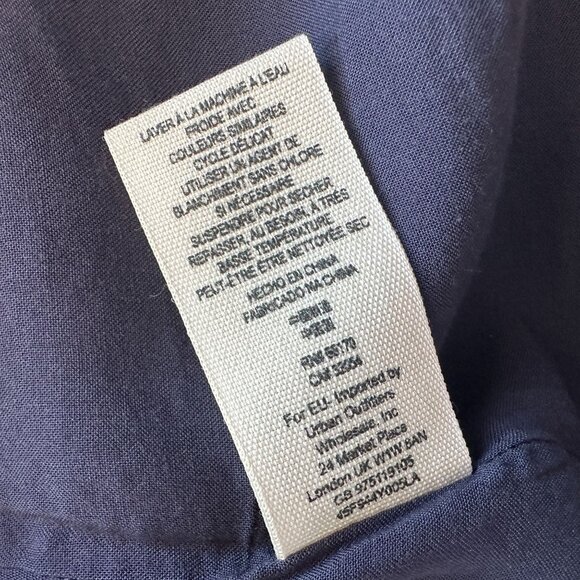 LAVER À LA MACHINE À L'EAU
FROIDE AVEC
COULEURS SIMILAIRES
CYCLE DÉLICAT
UTILISER UN AGENT DE
BLANCHIMENT SANS CHLORE
SI NÉCESSAIRE
SUSPENDRE POUR SÉCHER,
REPASSER, AU BESOIN, À TRÈS
BASSE TEMPÉRATURE
PEUT-ÊTRE ÊTRE NETTOYÉE SEC
HECHO EN CHINA
FABRICADO NA CHINA
RN# 66170
For EU- Imported by
Urban Outfitters
Wholesale, Inc
24 Market Place
London UK W1W 8AN
GB 975119105